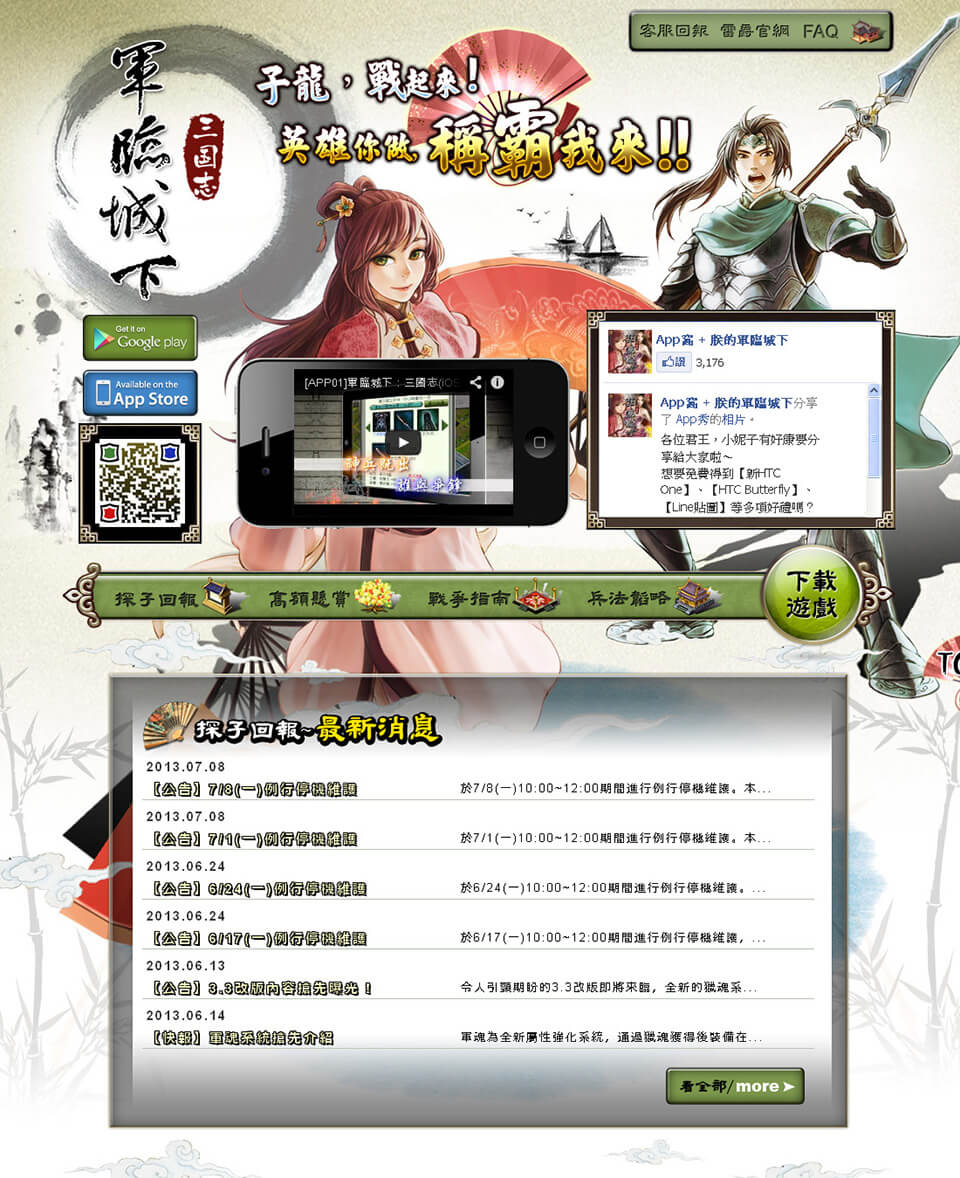 客服回報 雷爵官網 FAQ
軍臨城下
三国志
子龍，戰起來!
英雄你做 稱霸我來!!
Get it on
Google play
Available on the
App Store
[APP01]軍臨城下：三國志(iOS
神兵既出
誰與爭鋒
App窩 + 朕的軍臨城下
讚 3,176
App窩 + 朕的軍臨城下分享
了 App秀的相片。
各位君王，小妮子有好康要分
享給大家啦～
想要免費得到【新HTC
One】、【HTC Butterfly】、
【Line貼圖】等多項好禮嗎？
探子回報 高額懸賞 戰爭指南 兵法韜略
下載
遊戲
探子回報~最新消息
2013.07.08
【公告】7/8(一)例行停機維護 於7/8(一)10:00~12:00期間進行例行停機維護。本...
2013.07.08
【公告】7/1(一)例行停機維護 於7/1(一)10:00~12:00期間進行例行停機維護。本...
2013.06.24
【公告】6/24(一)例行停機維護 於6/24(一)10:00~12:00期間進行例行停機維護。...
2013.06.24
【公告】6/17(一)例行停機維護 於6/17(一)10:00~12:00期間進行例行停機維護，...
2013.06.13
【公告】3.3改版內容搶先曝光！ 令人引頸期盼的3.3改版即將來臨，全新的獵魂系...
2013.06.14
【快報】軍魂系統搶先介紹 軍魂為全新屬性強化系統，通過獵魂獲得後裝備在...
看全部/more